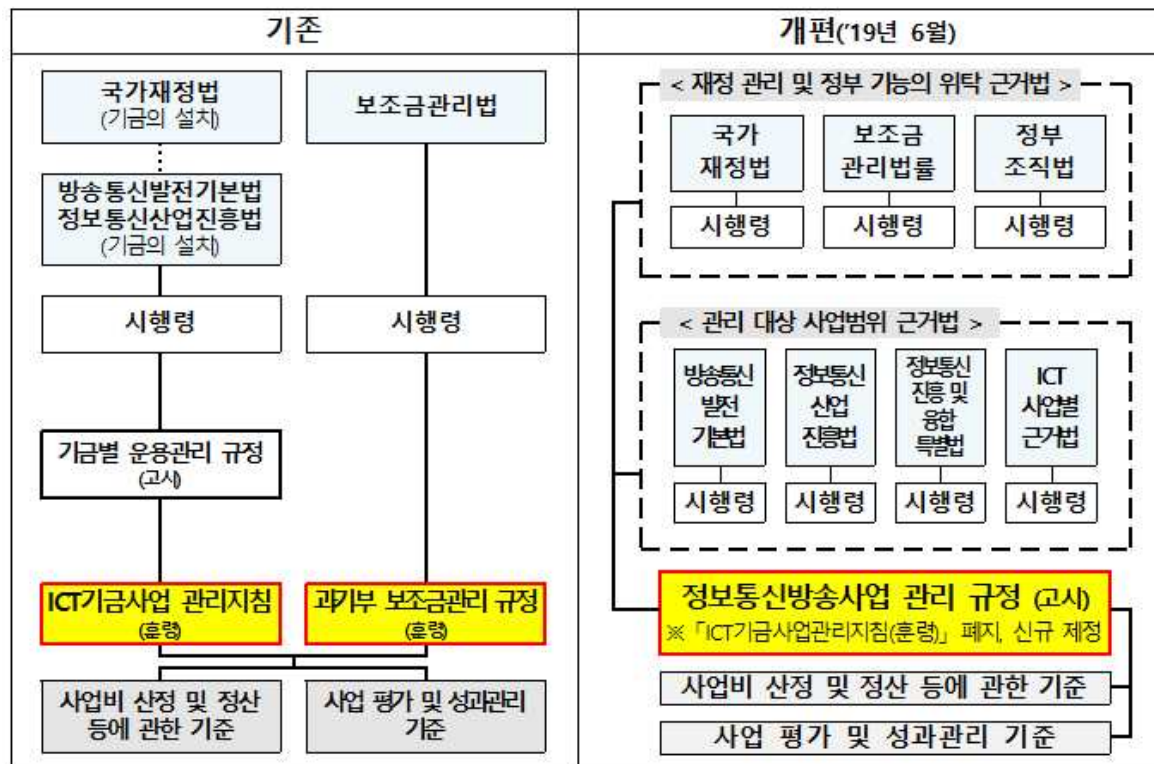 기존
국가재정법
(기금의 설치)
보조금관리법
방송통신발전기본법
정보통신산업진흥법
(기금의 설치)
시행령
시행령
기금별 운용관리 규정
(고시)
ICT기금사업 관리지침
(훈령)
과기부 보조금관리 규정
(훈령)
사업비 산정 및 정산
등에 관한 기준
사업 평가 및 성과관리
기준
개편('19년 6월)
< 재정 관리 및 정부 기능의 위탁 근거법 >
국가
재정법
보조금
관리법률
정부
조직법
시행령
시행령
시행령
< 관리 대상 사업범위 근거법 >
방송통신
발전
기본법
정보통신
산업
진흥법
정보통신
진흥 및
융합
특별법
ICT
사업별
근거법
시행령
시행령
시행령
시행령
정보통신방송사업 관리 규정 (고시)
※「ICT기금사업관리지침(훈령)」폐지, 신규 제정
사업비 산정 및 정산 등에 관한 기준
사업 평가 및 성과관리 기준